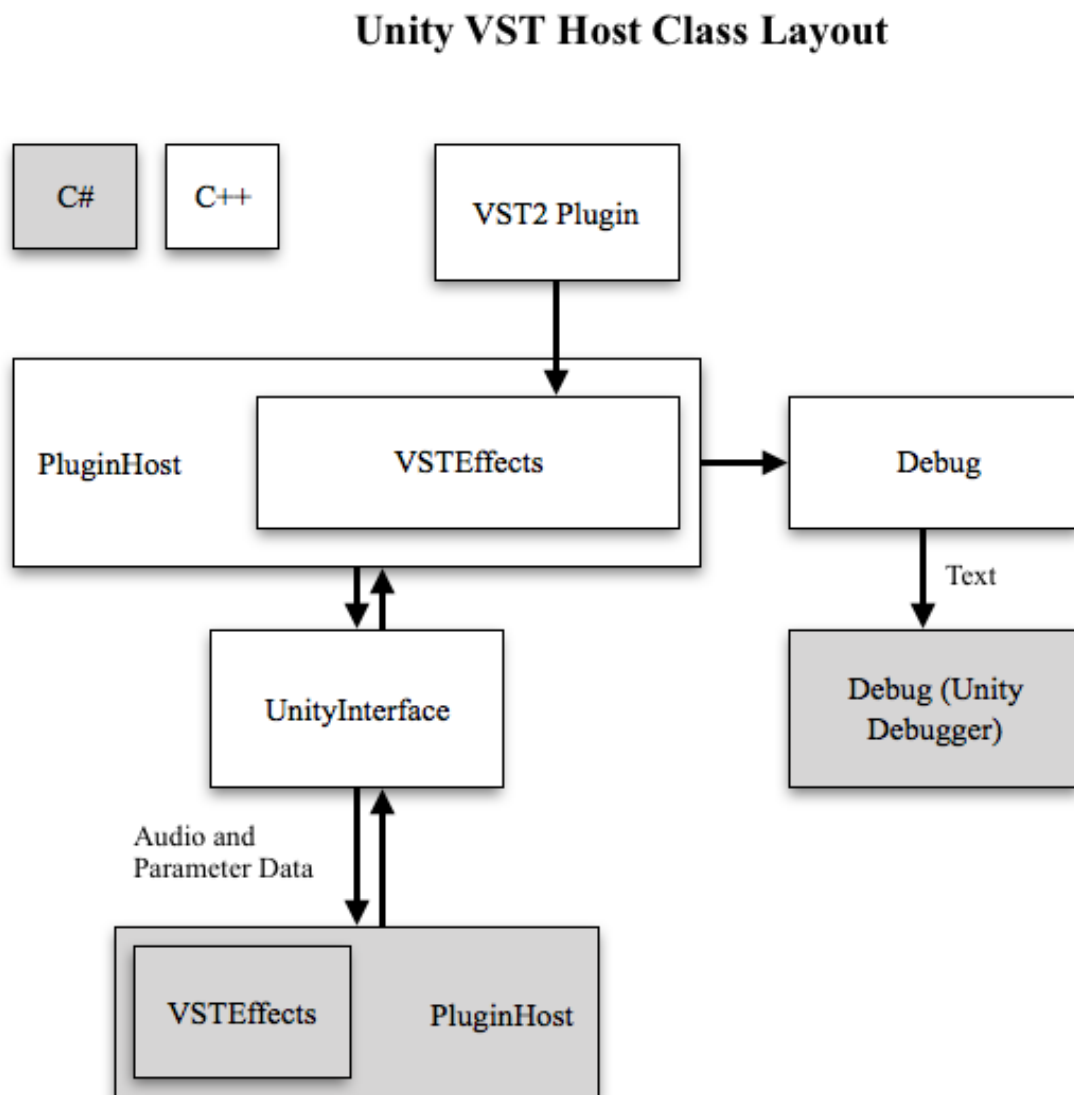 Unity VST Host Class Layout
C#
C++
VST2 Plugin
PluginHost
VSTEffects
Debug
Text
UnityInterface
Debug (Unity
Debugger)
Audio and
Parameter Data
VSTEffects
PluginHost